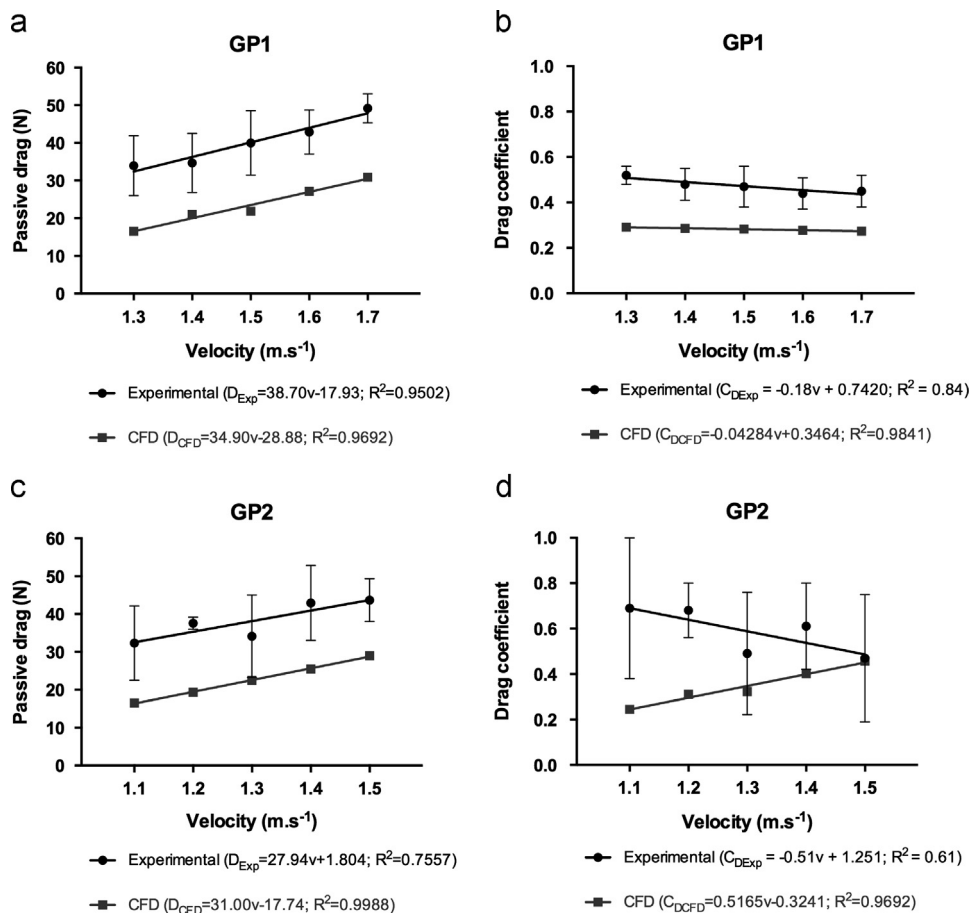 a
GP1
Passive drag (N)
60
50
40
30
20
10
0
1.3 1.4 1.5 1.6 1.7
Velocity (m.s⁻¹)
Experimental (D_Exp=38.70v-17.93; R²=0.9502)
CFD (D_CFD=34.90v-28.88; R²=0.9692)
b
GP1
Drag coefficient
1.0
0.8
0.6
0.4
0.2
0.0
1.3 1.4 1.5 1.6 1.7
Velocity (m.s⁻¹)
Experimental (C_DExp = -0.18v + 0.7420; R² = 0.84)
CFD (C_DCFD=-0.04284v+0.3464; R²=0.9841)
c
GP2
Passive drag (N)
60
50
40
30
20
10
0
1.1 1.2 1.3 1.4 1.5
Velocity (m.s⁻¹)
Experimental (D_Exp=27.94v+1.804; R²=0.7557)
CFD (D_CFD=31.00v-17.74; R²=0.9988)
d
GP2
Drag coefficient
1.0
0.8
0.6
0.4
0.2
0.0
1.1 1.2 1.3 1.4 1.5
Velocity (m.s⁻¹)
Experimental (C_DExp = -0.51v + 1.251; R² = 0.61)
CFD (C_DCFD=0.5165v-0.3241; R²=0.9692)